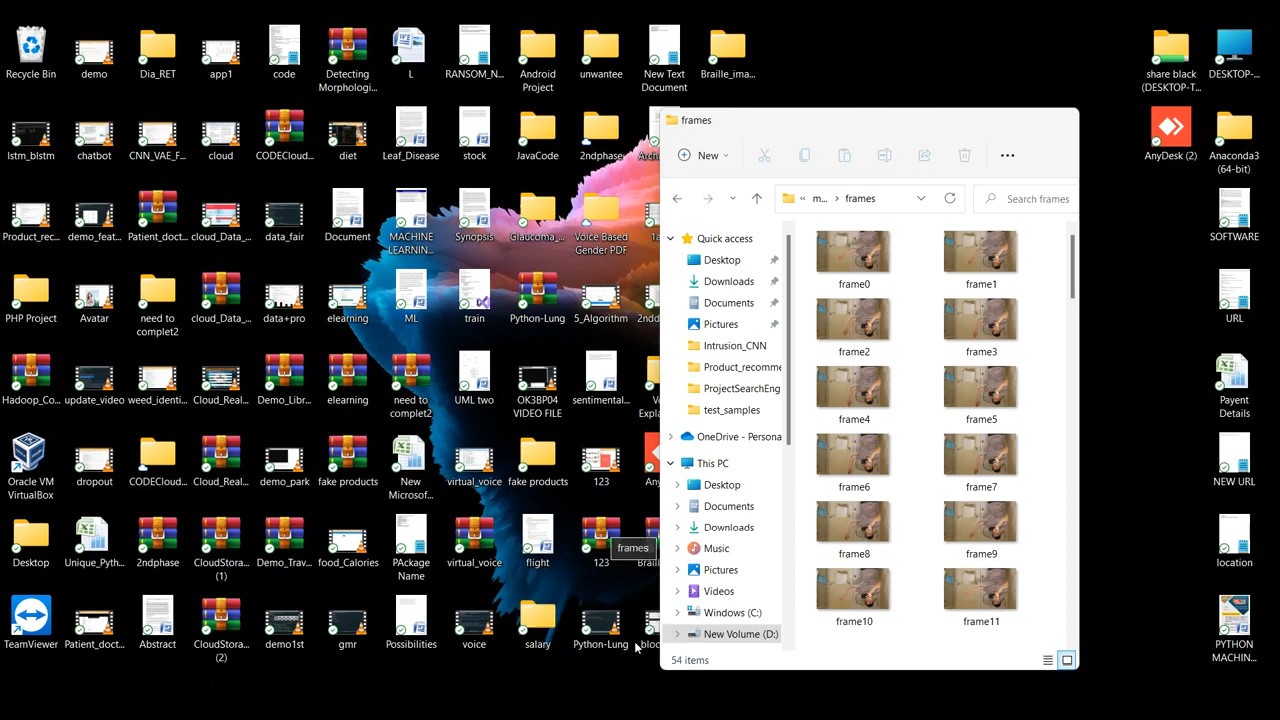 Recycle Bin
demo
Dia_RET
app1
code
Detecting
Morphologi...
L
RANSOM_N...
Android
Project
unwantee
New Text
Document
Braille_ima...
share black
(DESKTOP-T...
DESKTOP-...
lstm_blstm
chatbot
CNN_VAE_F...
cloud
CODECloud...
diet
Leaf_Disease
stock
JavaCode
2ndphase
AnyDesk (2)
Anaconda3
(64-bit)
Product_rec...
demo_feat...
Patient_doct...
cloud_Data_...
data_fair
Document
MACHINE
LEARNIN...
Synopsis
Glaucoma_...
Voice Based
Gender PDF
SOFTWARE
PHP Project
Avatar
need to
complet2
cloud_Data_...
data+pro
elearning
ML
train
Python-Lung
5_Algorithm
URL
Hadoop_Co...
update_video
weed_identi...
Cloud_Real...
Demo_Libr...
elearning
need to
complet2
UML two
OK3BP04
VIDEO FILE
sentimental...
Payent
Details
Oracle VM
VirtualBox
dropout
CODECloud...
Cloud_Real...
demo_park
fake products
New
Microsof...
virtual_voice
fake products
123
NEW URL
Desktop
Unique_Pyth...
2ndphase
CloudStora...
(1)
Demo_Trav...
food_Calories
PAckage
Name
virtual_voice
flight
123
frames
location
TeamViewer
Patient_doct...
Abstract
CloudStora...
(2)
demo1st
gmr
Possibilities
voice
salary
Python-Lung
PYTHON
MACHIN...
frames
New
m... > frames
Search frames
Quick access
Desktop
Downloads
Documents
Pictures
Intrusion_CNN
Product_recomme
ProjectSearchEng
test_samples
OneDrive - Persona
This PC
Desktop
Documents
Downloads
Music
Pictures
Videos
Windows (C:)
New Volume (D:)
frame0
frame1
frame2
frame3
frame4
frame5
frame6
frame7
frame8
frame9
frame10
frame11
54 items